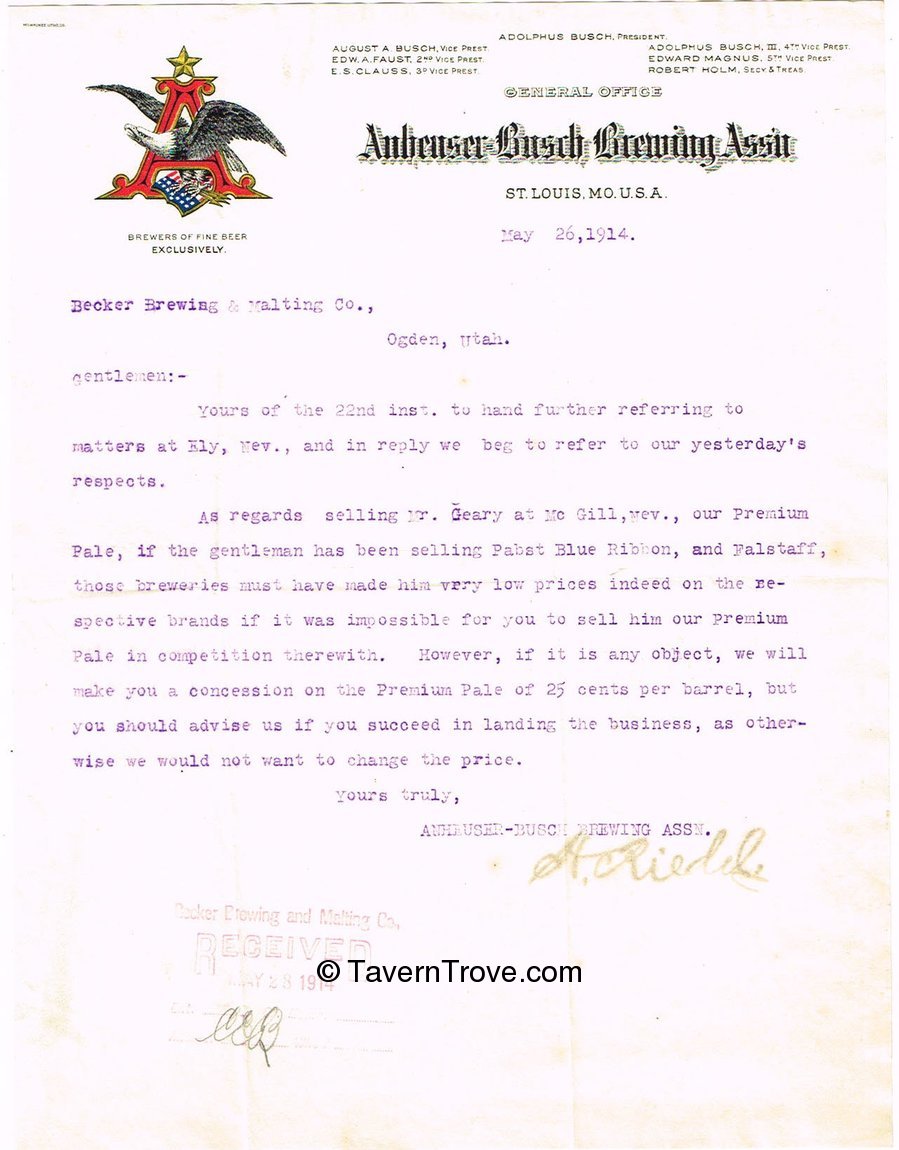 ADOLPHUS BUSCH, PRESIDENT.
AUGUST A. BUSCH, VICE PREST.
EDW. A. FAUST, 2ND VICE PREST.
E. S. CLAUSS, 3D VICE PREST.
ADOLPHUS BUSCH, III, 4TH VICE PREST.
EDWARD MAGNUS, 5TH VICE PREST.
ROBERT HOLM, SECY. & TREAS.
GENERAL OFFICE
Anheuser-Busch Brewing Ass'n
ST. LOUIS, MO. U.S.A.
A
BREWERS OF FINE BEER
EXCLUSIVELY.
May 26,1914.
Becker Brewing & Malting Co.,
Ogden, Utah.
gentlemen:-
Yours of the 22nd inst. to hand further referring to
matters at Ely, Nev., and in reply we beg to refer to our yesterday's
respects.
As regards selling Mr. Geary at Mc Gill,Nev., our Premium
Pale, if the gentleman has been selling Pabst Blue Ribbon, and Falstaff,
those breweries must have made him very low prices indeed on the re-
spective brands if it was impossible for you to sell him our Premium
Pale in competition therewith. However, if it is any object, we will
make you a concession on the Premium Pale of 25 cents per barrel, but
you should advise us if you succeed in landing the business, as other-
wise we would not want to change the price.
Yours truly,
ANHEUSER-BUSCH BREWING ASSN.
Becker Brewing and Malting Co.,
RECEIVED
MAY 28 1914
© TavernTrove.com